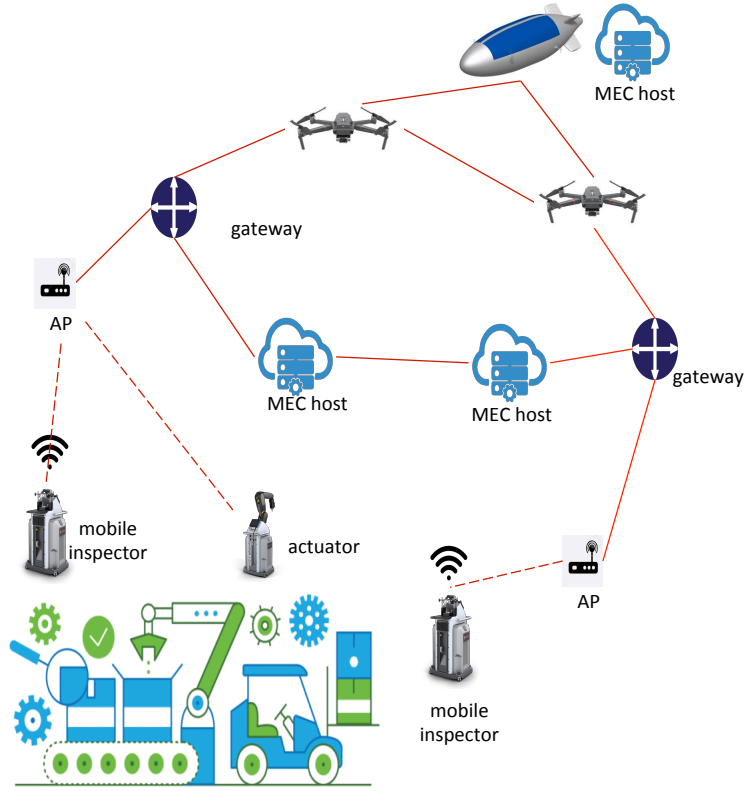 MEC host
gateway
AP
MEC host
MEC host
gateway
mobile
inspector
actuator
AP
mobile
inspector